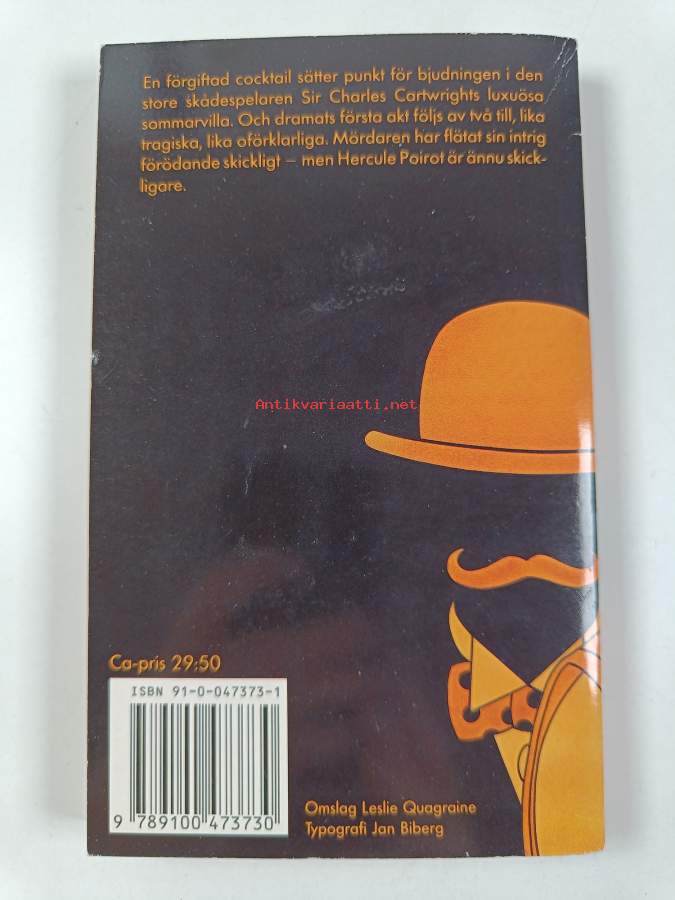 En förgiftad cocktail sätter punkt för bjudningen i den
store skådespelaren Sir Charles Cartwrights luxuösa
sommarvilla. Och dramats första akt följs av två till, lika
tragiska, lika oförklarliga. Mördaren har flätat sin intrig
förödande skickligt – men Hercule Poirot är ännu skick-
ligare.
Antikvariaatti.net
Ca-pris 29:50
ISBN 91-0-047373-1
9 789100 473730
Omslag Leslie Quagraine
Typografi Jan Biberg